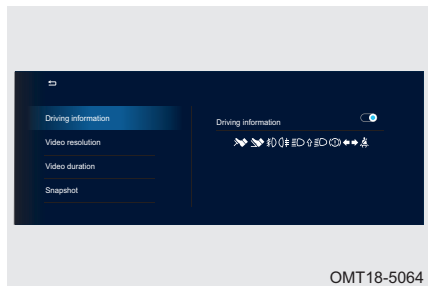 Driving information
Driving information
Video resolution
Video duration
Snapshot
OMT18-5064